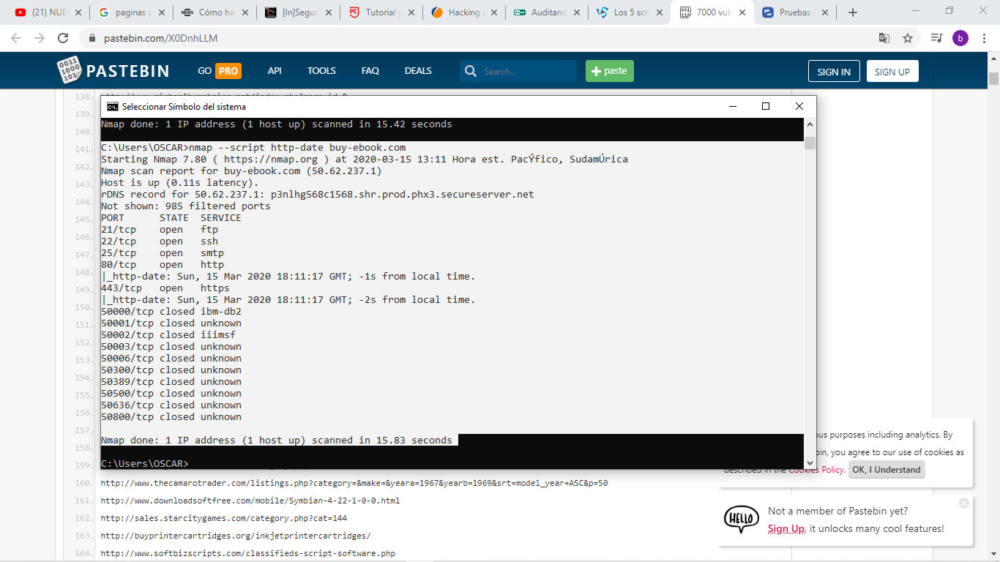 (21) NUES
paginas p
Cómo ha
[In]Segur
Tutorial y
Hacking
Auditand
Los 5 scr
7000 vuln
Pruebas
pastebin.com/X0DnhLLM
b
PASTEBIN
GO PRO
API
TOOLS
FAQ
DEALS
Search...
+ paste
SIGN IN
SIGN UP
138.
139.
140.
141.
142.
143.
144.
145.
146.
147.
148.
149.
150.
151.
152.
153.
154.
155.
156.
157.
158.
159.
Seleccionar Símbolo del sistema
Nmap done: 1 IP address (1 host up) scanned in 15.42 seconds
C:\Users\OSCAR>nmap --script http-date buy-ebook.com
Starting Nmap 7.80 ( https://nmap.org ) at 2020-03-15 13:11 Hora est. PacÝfico, SudamÚrica
Nmap scan report for buy-ebook.com (50.62.237.1)
Host is up (0.11s latency).
rDNS record for 50.62.237.1: p3nlhg568c1568.shr.prod.phx3.secureserver.net
Not shown: 985 filtered ports
PORT      STATE  SERVICE
21/tcp    open   ftp
22/tcp    open   ssh
25/tcp    open   smtp
80/tcp    open   http
|_http-date: Sun, 15 Mar 2020 18:11:17 GMT; -1s from local time.
443/tcp   open   https
|_http-date: Sun, 15 Mar 2020 18:11:17 GMT; -2s from local time.
50000/tcp closed ibm-db2
50001/tcp closed unknown
50002/tcp closed iiimsf
50003/tcp closed unknown
50006/tcp closed unknown
50300/tcp closed unknown
50389/tcp closed unknown
50500/tcp closed unknown
50636/tcp closed unknown
50800/tcp closed unknown
Nmap done: 1 IP address (1 host up) scanned in 15.83 seconds
C:\Users\OSCAR>
160. http://www.thecamarotrader.com/listings.php?category=&make=&yeara=1967&yearb=1969&srt=model_year+ASC&p=50
161. http://www.downloadsoftfree.com/mobile/Symbian-4-22-1-0-0.html
162. http://sales.starcitygames.com/category.php?cat=144
163. http://buyprintercartridges.org/inkjetprintercartridges/
164. http://www.softbizscripts.com/classifieds-script-software.php
us purposes including analytics. By
bin, you agree to our use of cookies as
described in the Cookies Policy. OK, I Understand
HELLO
Not a member of Pastebin yet?
Sign Up, it unlocks many cool features!